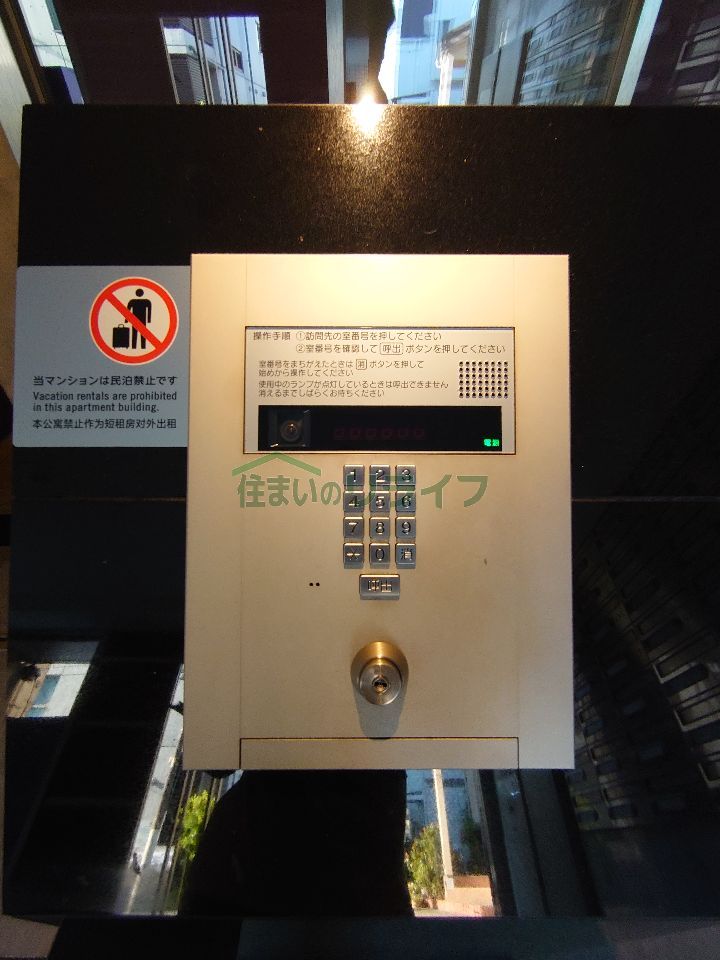 当マンションは民泊禁止です
Vacation rentals are prohibited
in this apartment building.
本公寓禁止作为短租房对外出租
操作手順 ①訪問先の室番号を押してください
②室番号を確認して 呼出 ボタンを押してください
室番号をまちがえたときは 消 ボタンを押して
始めから操作してください
使用中のランプが点灯しているときは呼出できません
消えるまでしばらくお待ちください
電源
住まいのリライフ
1 2 3
4 5 6
7 8 9
* 0 消
呼出